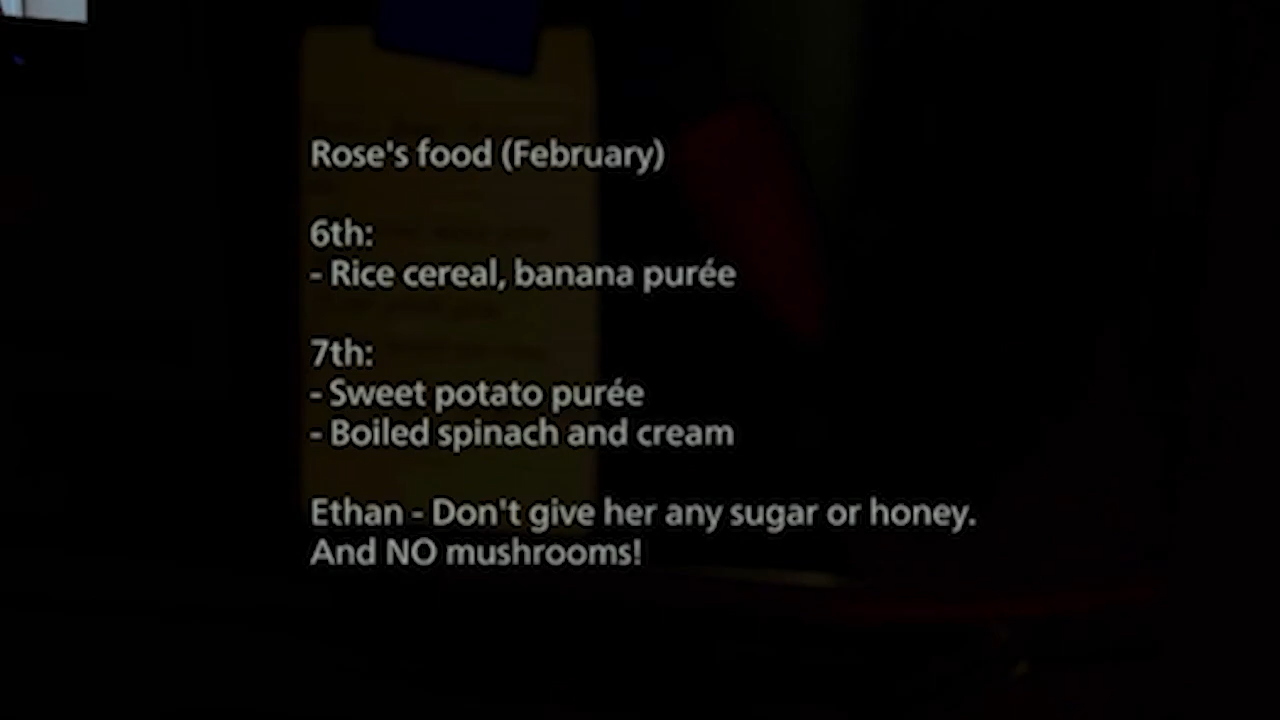 Rose's food (February)
6th:
- Rice cereal, banana purée
7th:
- Sweet potato purée
- Boiled spinach and cream
Ethan - Don't give her any sugar or honey.
And NO mushrooms!